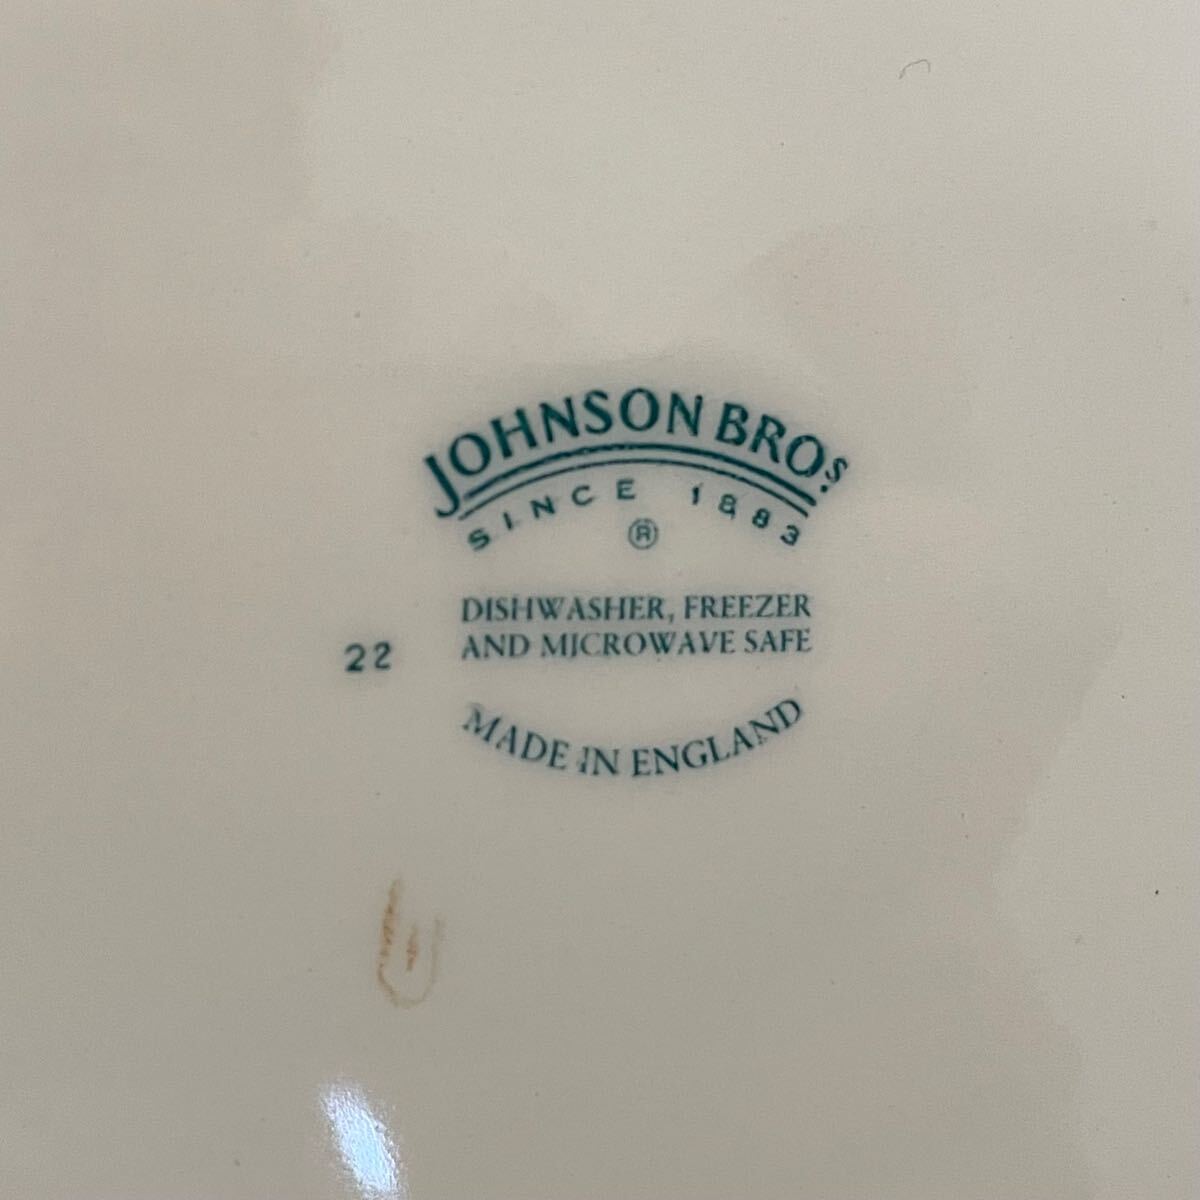 JOHNSON BROS.
SINCE 1883
®
DISHWASHER, FREEZER
AND MICROWAVE SAFE
22
MADE IN ENGLAND